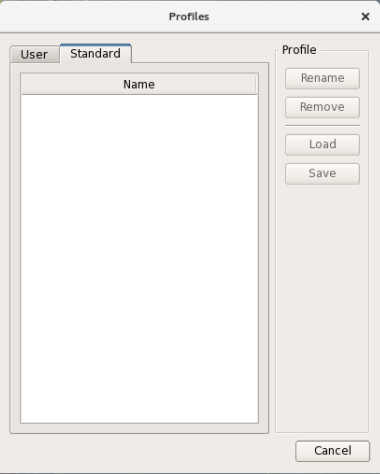 Profiles
User
Standard
Name
Profile
Rename
Remove
Load
Save
Cancel